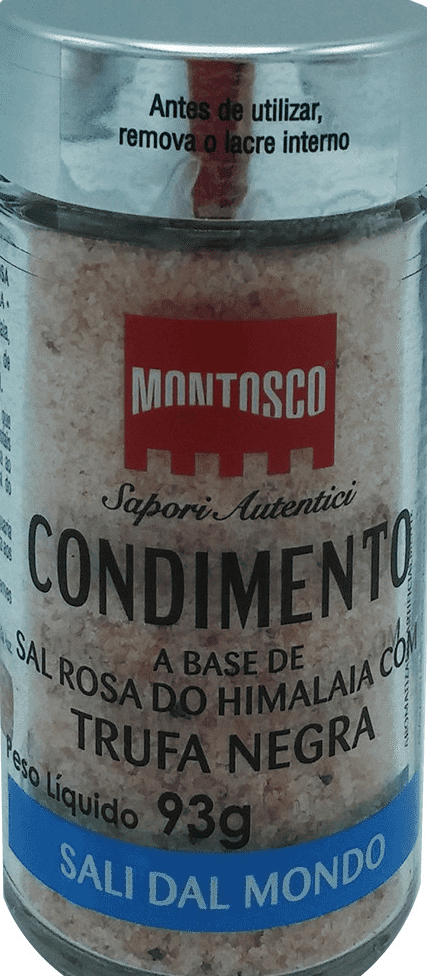 Antes de utilizar,
remova o lacre interno
MONTOSCO
Sapori Autentici
CONDIMENTO
A BASE DE
SAL ROSA DO HIMALAIA COM
TRUFA NEGRA
Peso Líquido 93g
SALI DAL MONDO